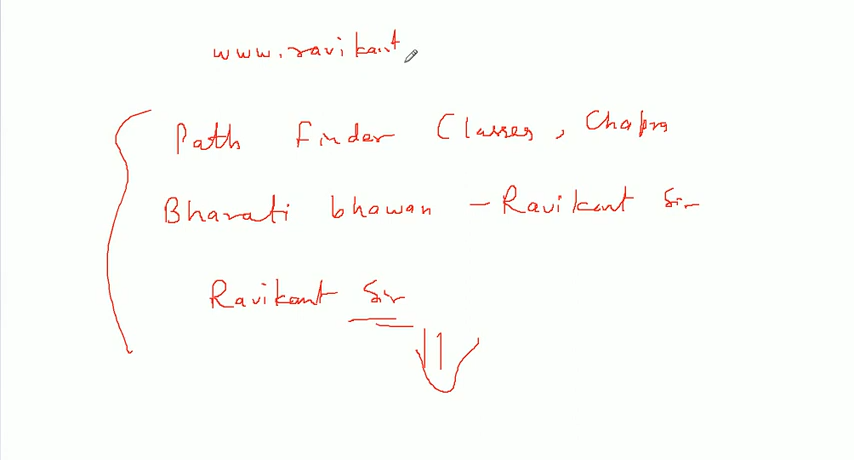 www.ravikant.
Path Finder Classes, Chapra
Bharati bhawan - Ravikant Sir
Ravikant Sir